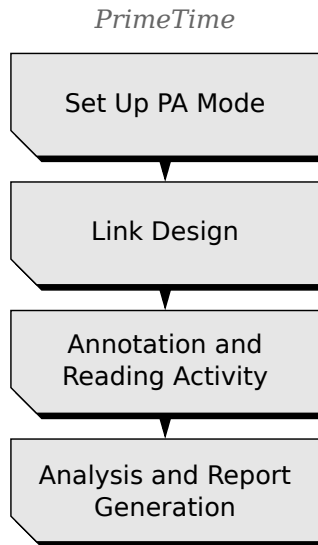 PrimeTime
Set Up PA Mode
Link Design
Annotation and
Reading Activity
Analysis and Report
Generation